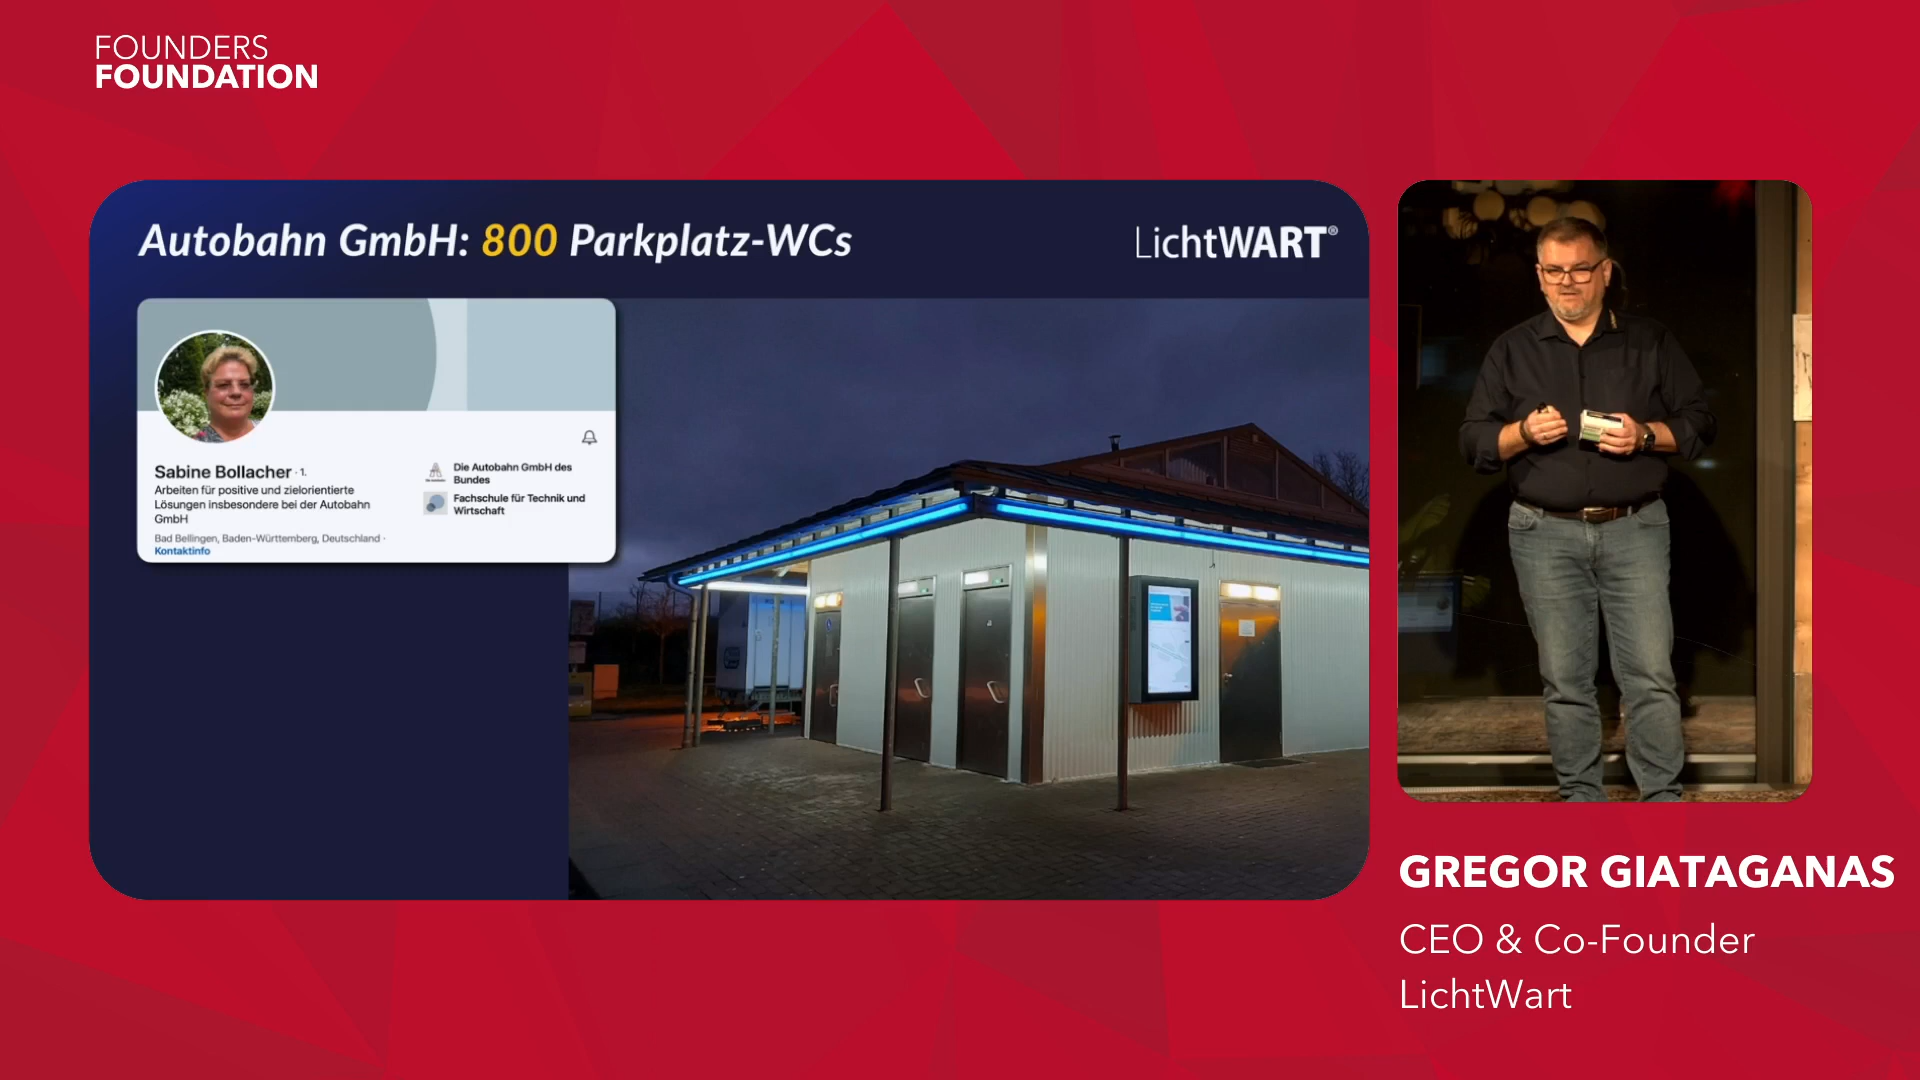 FOUNDERS
FOUNDATION
Autobahn GmbH: 800 Parkplatz-WCs
LichtWART®
Sabine Bollacher · 1.
Arbeiten für positive und zielorientierte
Lösungen insbesondere bei der Autobahn
GmbH
Bad Bellingen, Baden-Württemberg, Deutschland ·
Kontaktinfo
Die Autobahn GmbH des
Bundes
Fachschule für Technik und
Wirtschaft
GREGOR GIATAGANAS
CEO & Co-Founder
LichtWart